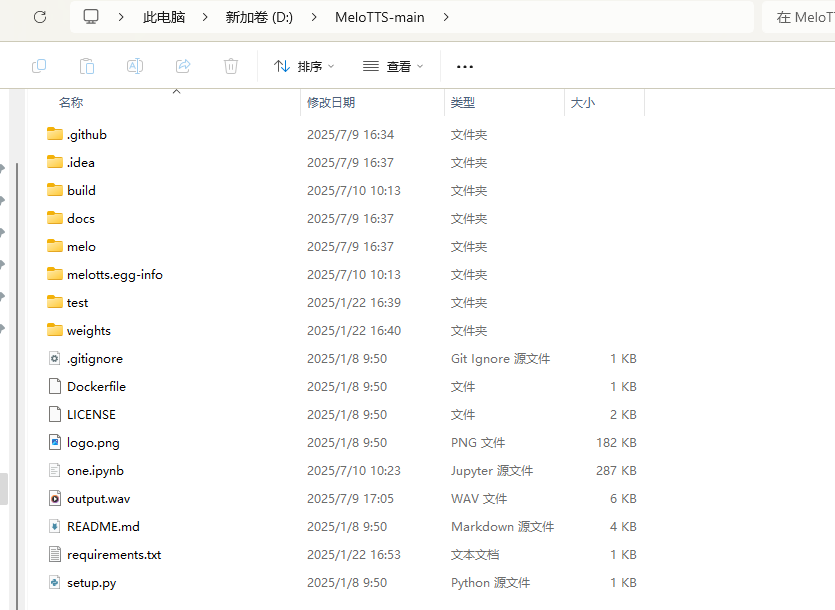 此电脑 > 新加卷 (D:) > MeloTTS-main >
在 MeloT
排序 查看 ...
名称 修改日期 类型 大小
.github 2025/7/9 16:34 文件夹
.idea 2025/7/9 16:37 文件夹
build 2025/7/10 10:13 文件夹
docs 2025/7/9 16:37 文件夹
melo 2025/7/9 16:37 文件夹
melotts.egg-info 2025/7/10 10:13 文件夹
test 2025/1/22 16:39 文件夹
weights 2025/1/22 16:40 文件夹
.gitignore 2025/1/8 9:50 Git Ignore 源文件 1 KB
Dockerfile 2025/1/8 9:50 文件 1 KB
LICENSE 2025/1/8 9:50 文件 2 KB
logo.png 2025/1/8 9:50 PNG 文件 182 KB
one.ipynb 2025/7/10 10:23 Jupyter 源文件 287 KB
output.wav 2025/7/9 17:05 WAV 文件 6 KB
README.md 2025/1/8 9:50 Markdown 源文件 4 KB
requirements.txt 2025/1/22 16:53 文本文档 1 KB
setup.py 2025/1/8 9:50 Python 源文件 1 KB